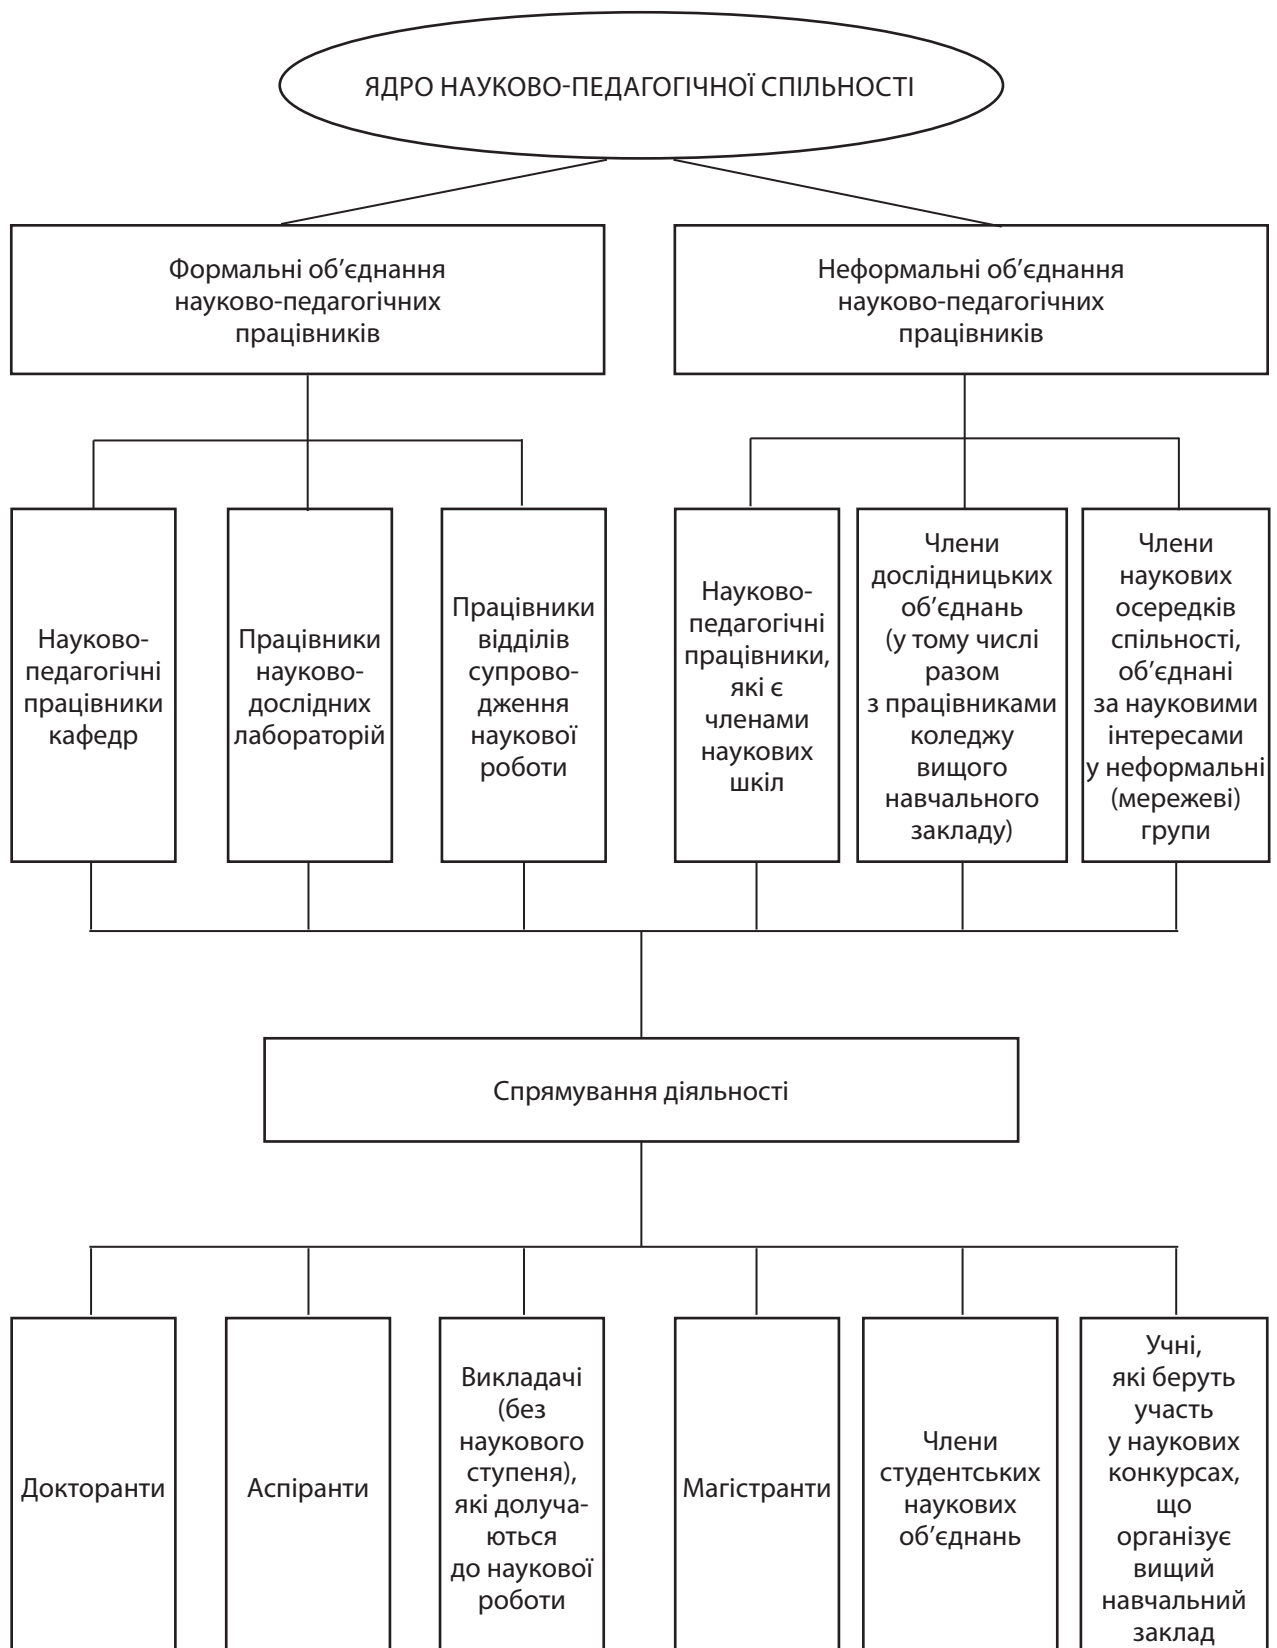 ЯДРО НАУКОВО-ПЕДАГОГІЧНОЇ СПІЛЬНОСТІ
Формальні об’єднання
науково-педагогічних
працівників
Неформальні об’єднання
науково-педагогічних
працівників
Науково-
педагогічні
працівники
кафедр
Працівники
науково-
дослідних
лабораторій
Працівники
відділів
супрово-
дження
наукової
роботи
Науково-
педагогічні
працівники,
які є
членами
наукових
шкіл
Члени
дослідницьких
об’єднань
(у тому числі
разом
з працівниками
коледжу
вищого
навчального
закладу)
Члени
наукових
осередків
спільності,
об’єднані
за науковими
інтересами
у неформальні
(мережеві)
групи
Спрямування діяльності
Докторанти
Аспіранти
Викладачі
(без
наукового
ступеня),
які долуча-
ються
до наукової
роботи
Магістранти
Члени
студентських
наукових
об’єднань
Учні,
які беруть
участь
у наукових
конкурсах,
що
організує
вищий
навчальний
заклад